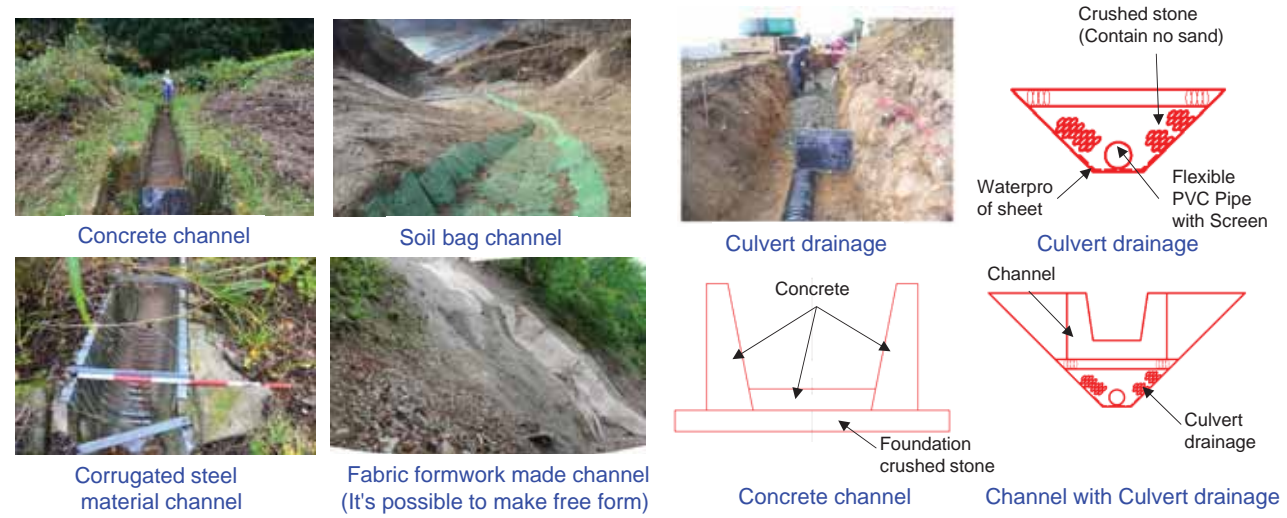 Concrete channel
Soil bag channel
Corrugated steel
material channel
Fabric formwork made channel
(It's possible to make free form)
Culvert drainage
Crushed stone
(Contain no sand)
Waterpro
of sheet
Flexible
PVC Pipe
with Screen
Culvert drainage
Concrete
Foundation
crushed stone
Concrete channel
Channel
Culvert
drainage
Channel with Culvert drainage